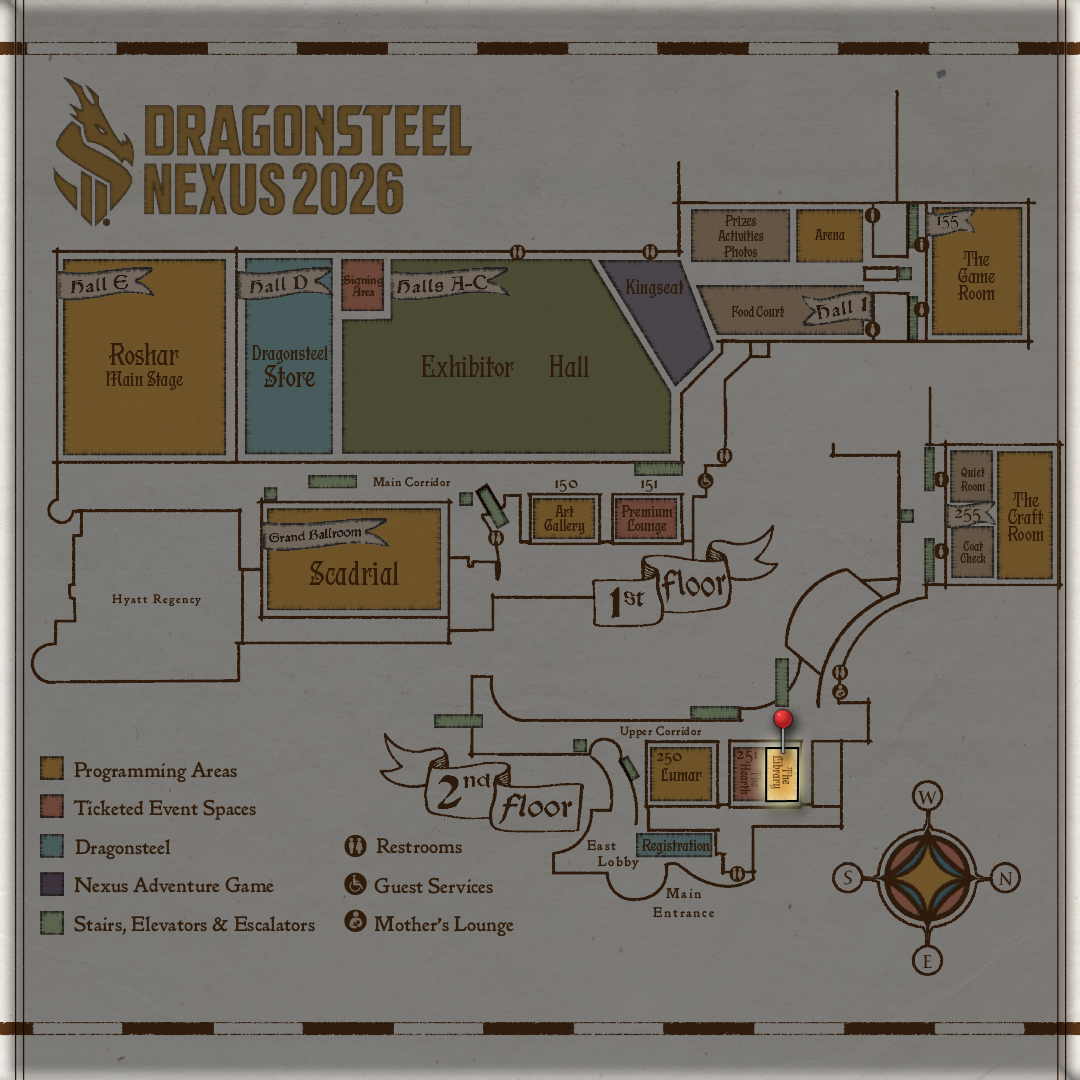 DRAGONSTEEL
NEXUS 2026
Prizes
Activities
Photos
Arena
155
The
Game
Room
Hall E
Hall D
Signing
Area
Halls A-C
Kingseat
Food Court
Hall 1
Roshar
Main Stage
Dragonsteel
Store
Exhibitor Hall
Main Corridor
150
151
Art
Gallery
Premium
Lounge
Quiet
Room
255
Coat
Check
The
Craft
Room
Grand Ballroom
Scadrial
Hyatt Regency
1st floor
Upper Corridor
250
Lumar
251
The
Hearth
The
Library
2nd floor
East
Lobby
Registration
Main
Entrance
Programming Areas
Ticketed Event Spaces
Dragonsteel
Nexus Adventure Game
Stairs, Elevators & Escalators
Restrooms
Guest Services
Mother's Lounge
W
S
N
E